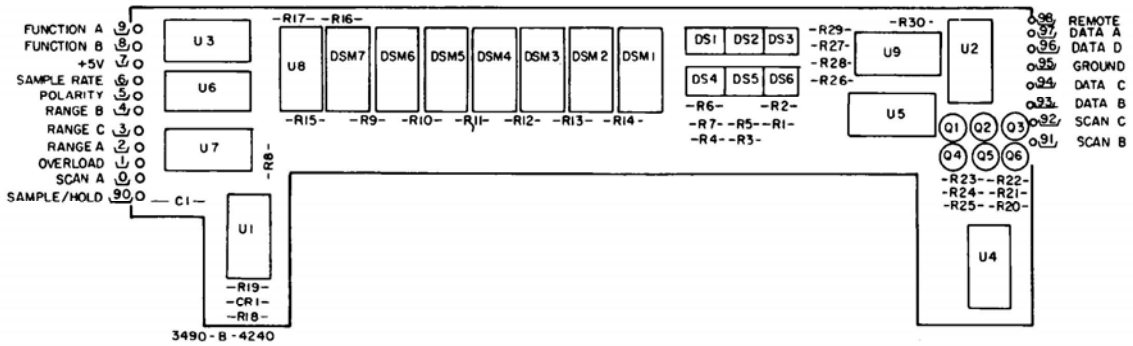 FUNCTION A 9
FUNCTION B 8
+5V 7
SAMPLE RATE 6
POLARITY 5
RANGE B 4
RANGE C 3
RANGE A 2
OVERLOAD 1
SCAN A 0
SAMPLE/HOLD 90
-C1-
U3
U6
U7
-R8-
U1
-R19-
-CR1-
-R18-
3490-B-4240
-R17- -R16-
U8 DSM7 DSM6 DSM5 DSM4 DSM3 DSM2 DSM1
-R15- -R9- -R10- -R11- -R12- -R13- -R14-
DS1 DS2 DS3
DS4 DS5 DS6
-R6- -R2-
-R7- -R5- -R1-
-R4- -R3-
-R29-
-R27-
-R28-
-R26-
-R30-
U9
U2
U5
Q1 Q2 Q3
Q4 Q5 Q6
-R23- -R22-
-R24- -R21-
-R25- -R20-
U4
98 REMOTE
97 DATA A
96 DATA D
95 GROUND
94 DATA C
93 DATA B
92 SCAN C
91 SCAN B